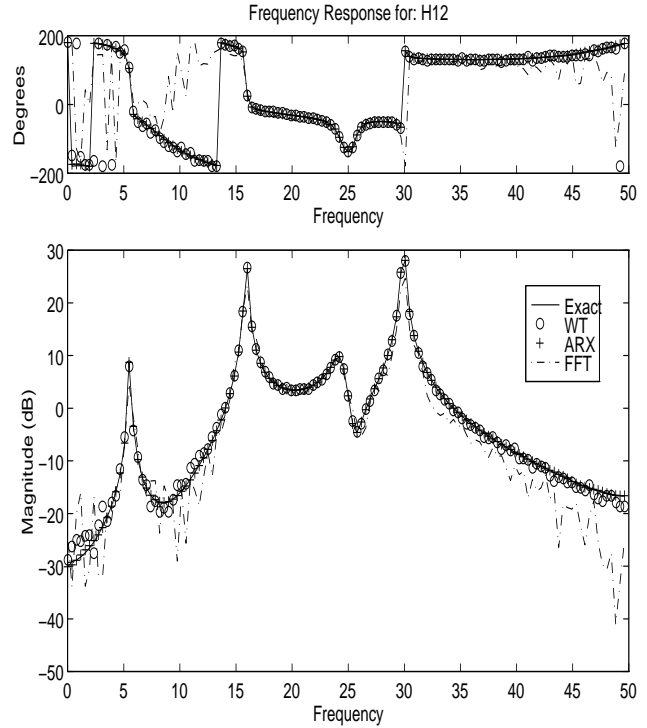 Frequency Response for: H12
200
0
−200
Degrees
0 5 10 15 20 25 30 35 40 45 50
Frequency
30
20
10
0
−10
−20
−30
−40
−50
Magnitude (dB)
Exact
WT
ARX
FFT
0 5 10 15 20 25 30 35 40 45 50
Frequency